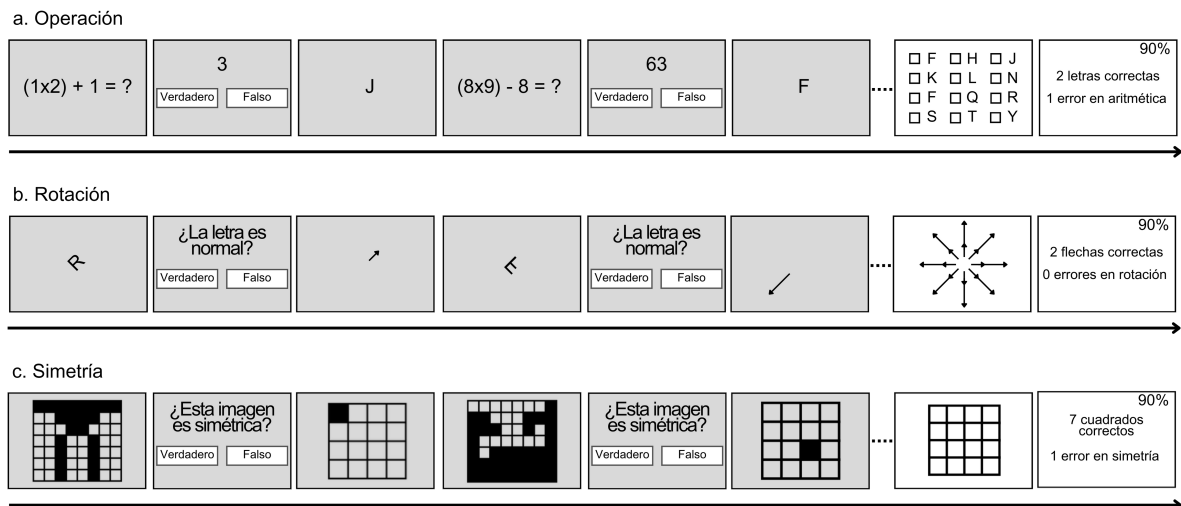 a. Operación
(1x2) + 1 = ?
3
Verdadero Falso
J
(8x9) - 8 = ?
63
Verdadero Falso
F
F H J
K L N
F Q R
S T Y
90%
2 letras correctas
1 error en aritmética
b. Rotación
R
¿La letra es
normal?
Verdadero Falso
F
¿La letra es
normal?
Verdadero Falso
90%
2 flechas correctas
0 errores en rotación
c. Simetría
¿Esta imagen
es simétrica?
Verdadero Falso
¿Esta imagen
es simétrica?
Verdadero Falso
90%
7 cuadrados
correctos
1 error en simetría